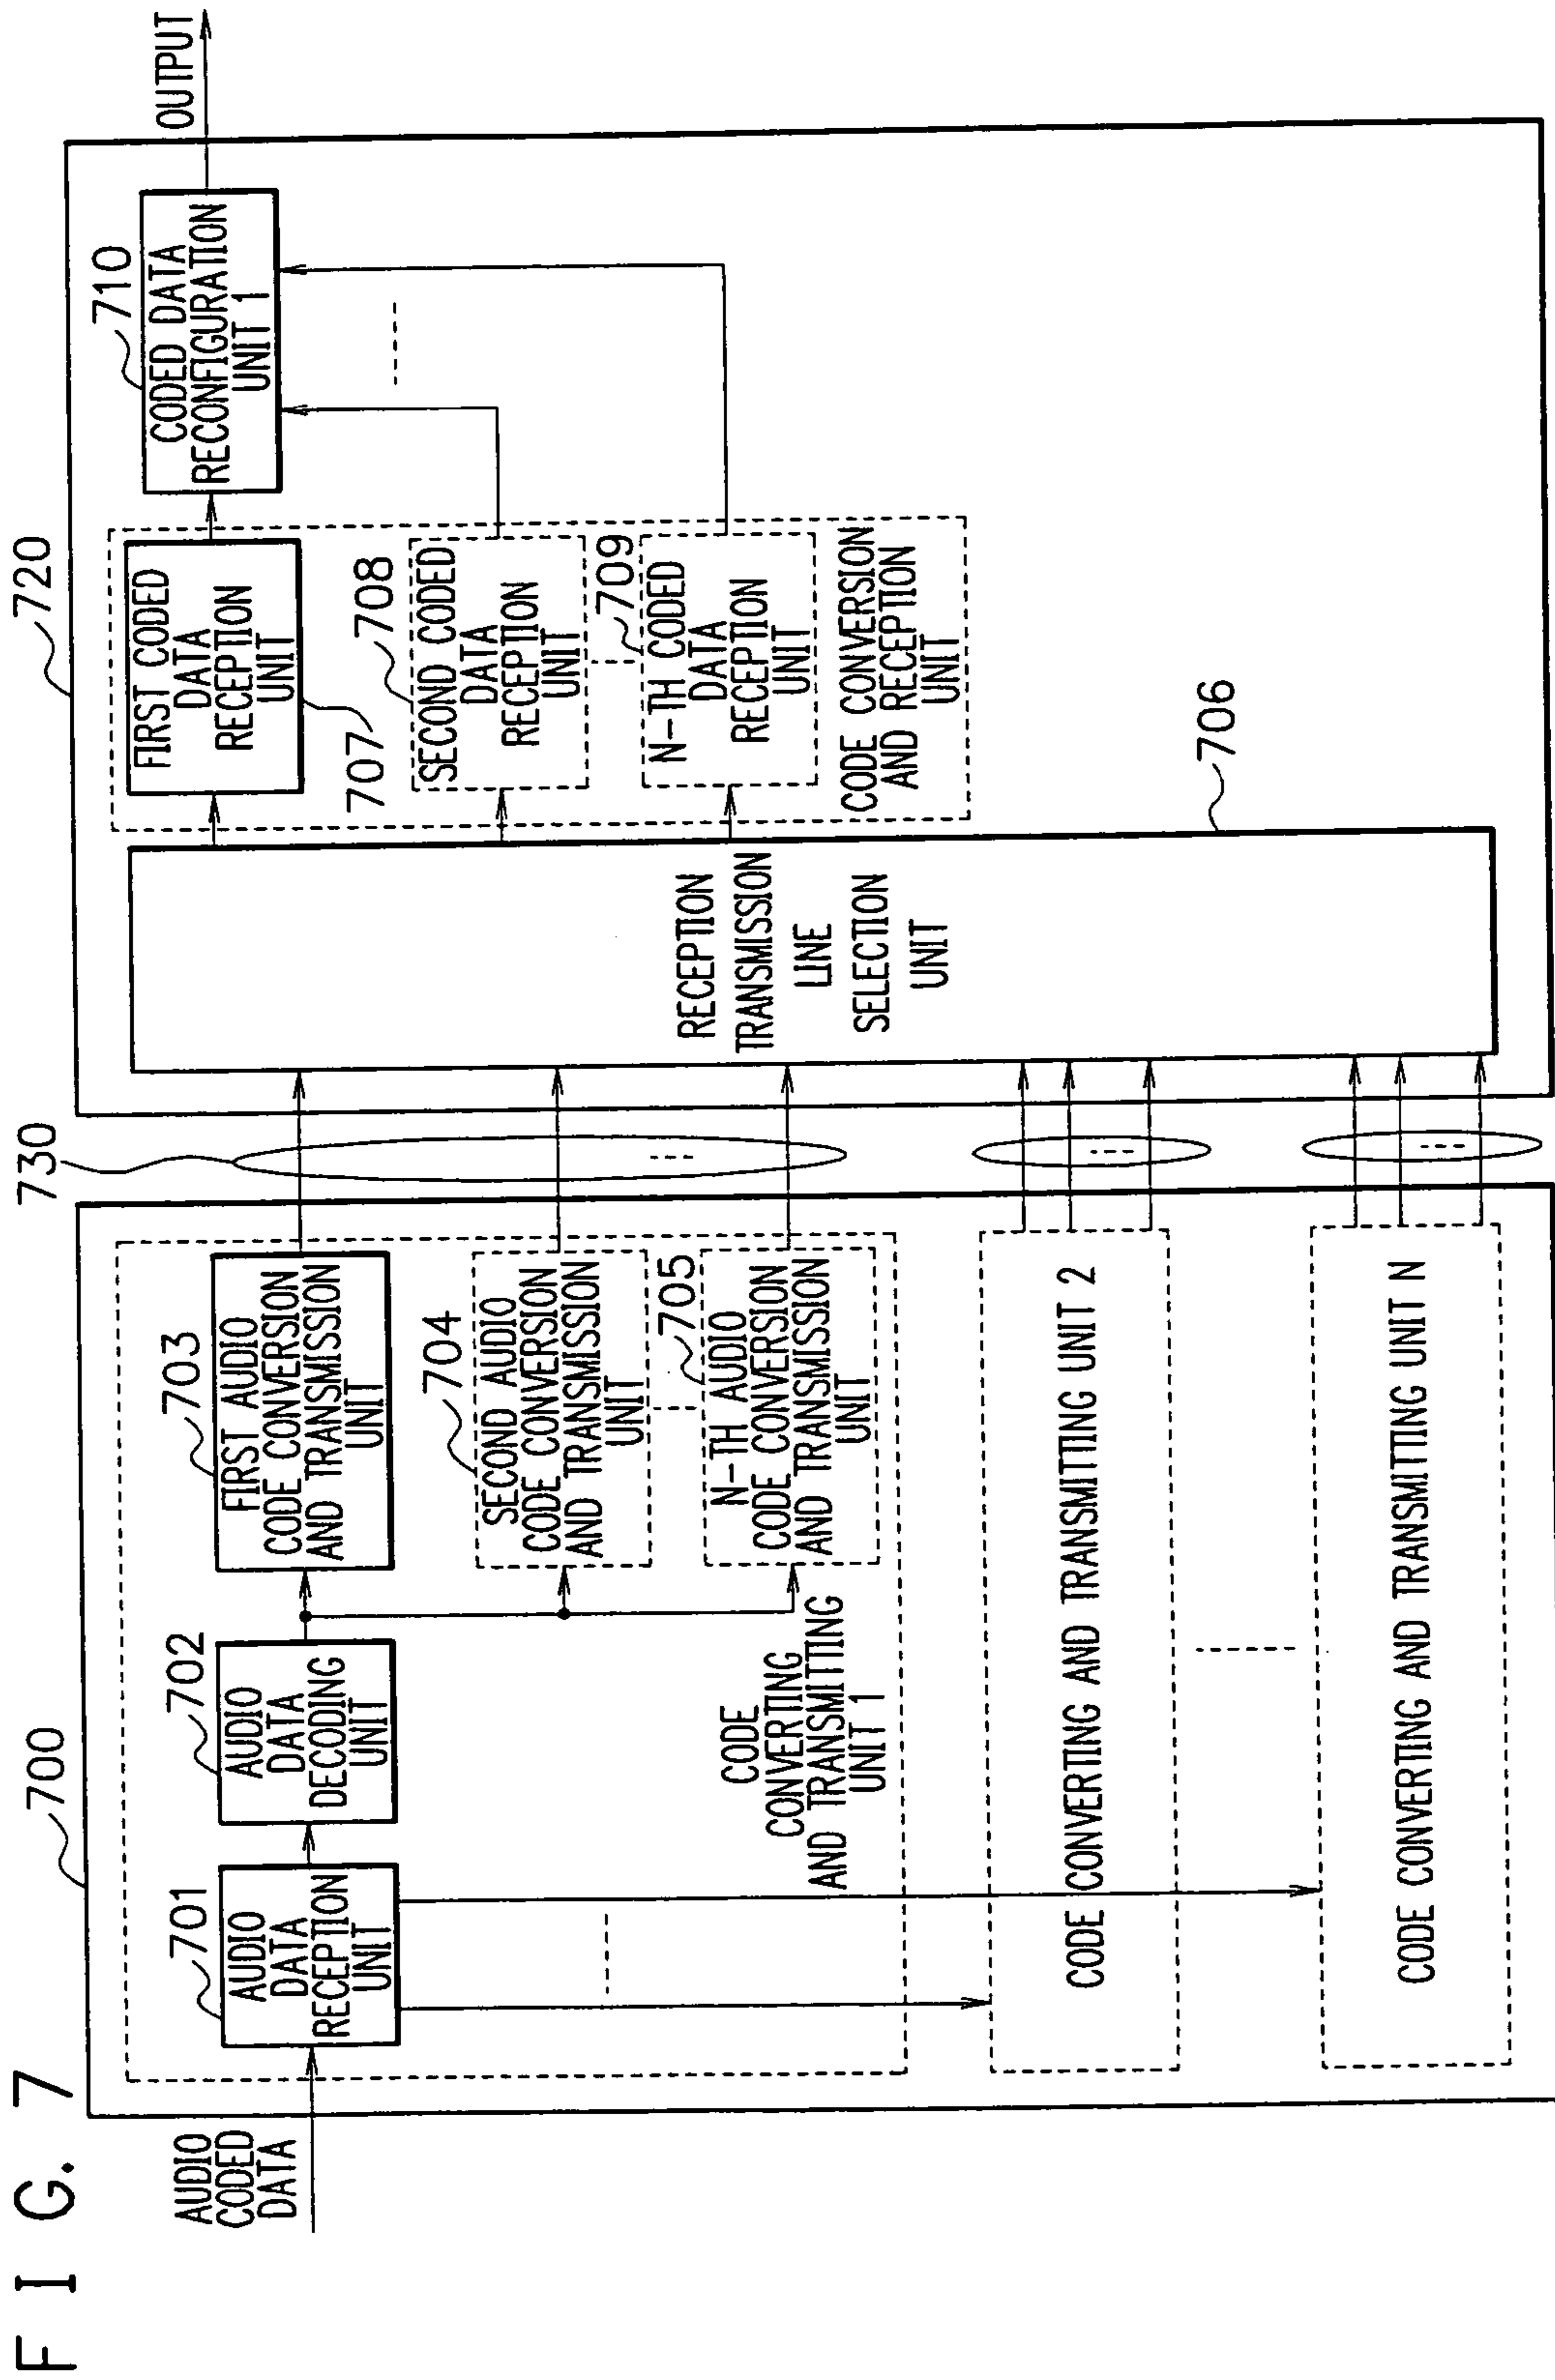 F I G. 7
700
720
730
AUDIO
CODED
DATA
701
AUDIO
DATA
RECEPTION
UNIT
702
AUDIO
DATA
DECODING
UNIT
703
FIRST AUDIO
CODE CONVERSION
AND TRANSMISSION
UNIT
704
SECOND AUDIO
CODE CONVERSION
AND TRANSMISSION
UNIT
705
N-TH AUDIO
CODE CONVERSION
AND TRANSMISSION
UNIT
CODE
CONVERTING
AND TRANSMITTING
UNIT 1
CODE CONVERTING AND TRANSMITTING UNIT 2
CODE CONVERTING AND TRANSMITTING UNIT N
RECEPTION
TRANSMISSION
LINE
SELECTION
UNIT
706
FIRST CODED
DATA
RECEPTION
UNIT
707
708
SECOND CODED
DATA
RECEPTION
UNIT
709
N-TH CODED
DATA
RECEPTION
UNIT
CODE CONVERSION
AND RECEPTION
UNIT
710
CODED DATA
RECONFIGURATION
UNIT 1
OUTPUT